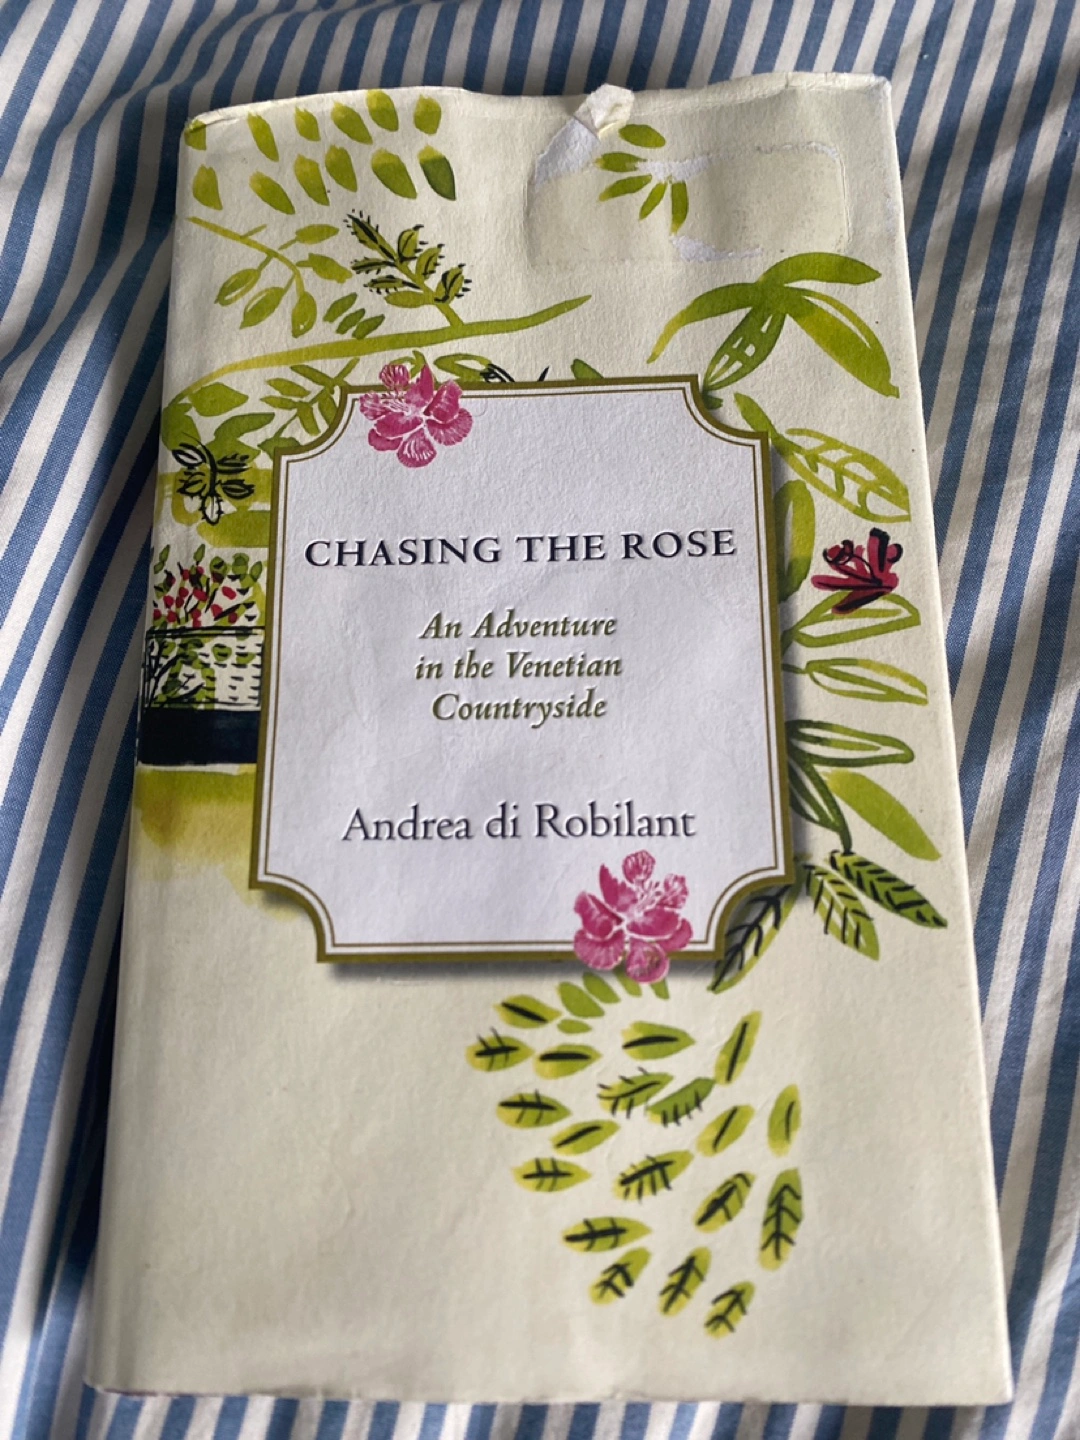 CHASING THE ROSE
An Adventure
in the Venetian
Countryside
Andrea di Robilant